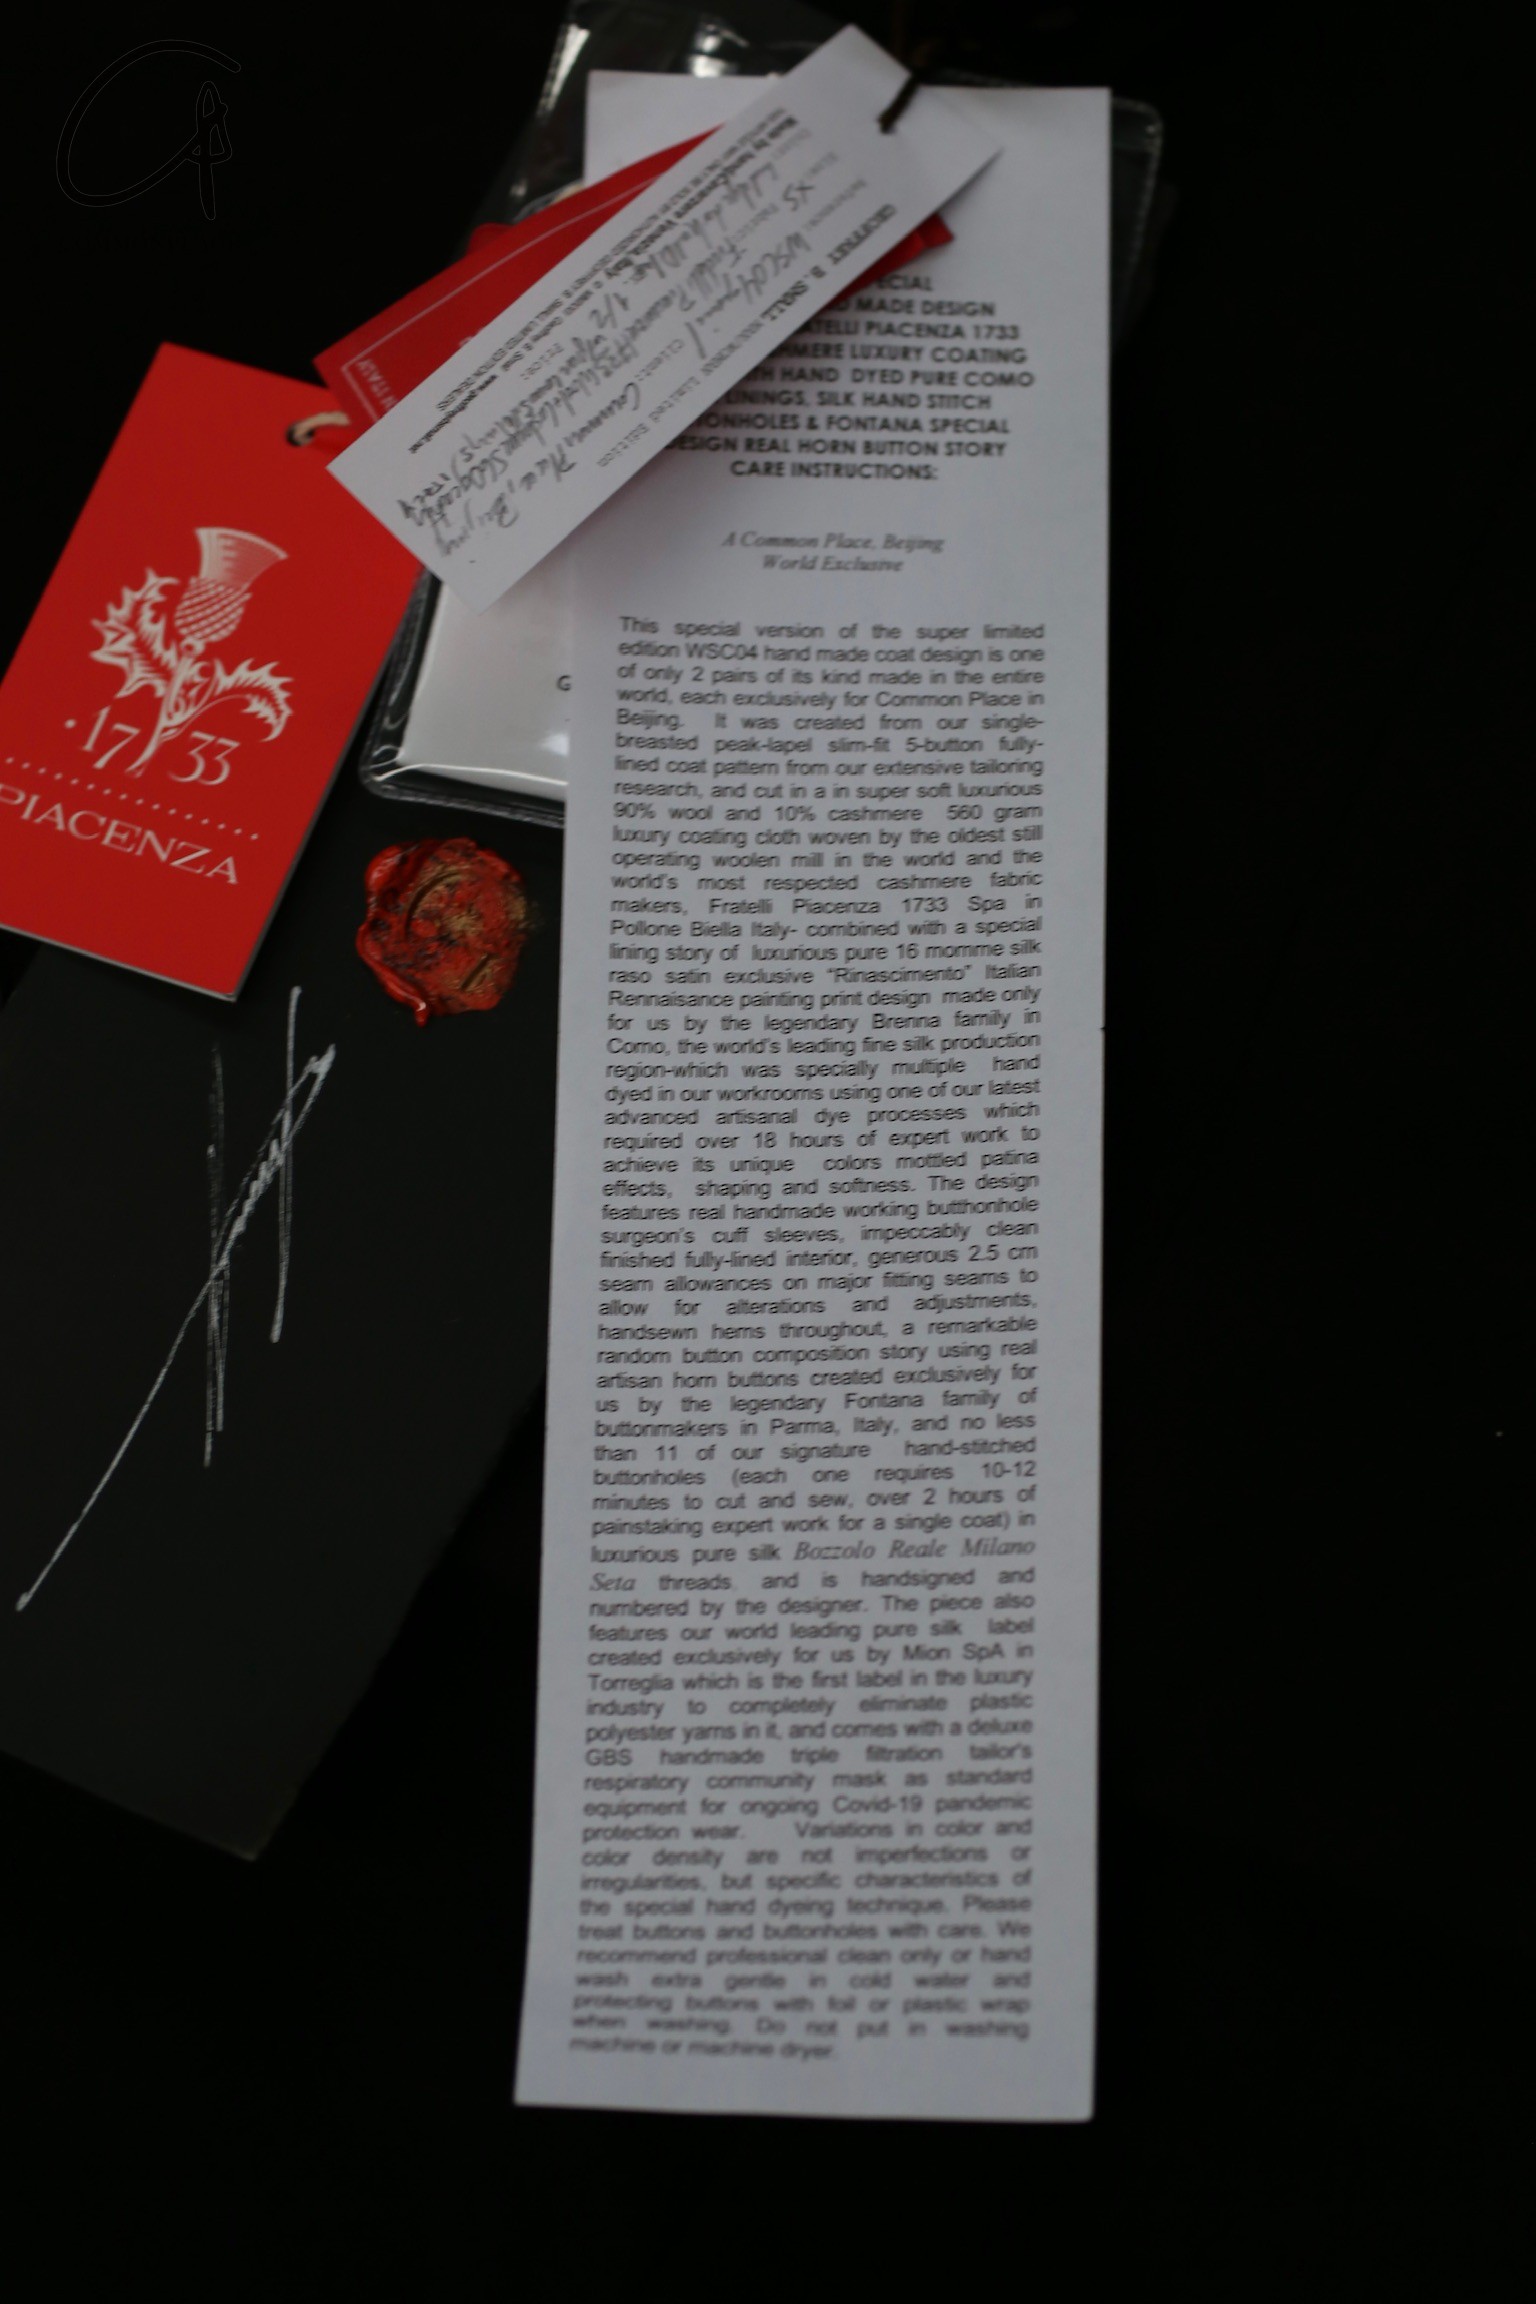 ECIAL
MADE DESIGN
ATELLI PIACENZA 1733
HMERE LUXURY COATING
TH HAND DYED PURE COMO
LININGS, SILK HAND STITCH
TONHOLES & FONTANA SPECIAL
DESIGN REAL HORN BUTTON STORY
CARE INSTRUCTIONS:
A Common Place, Beijing
World Exclusive
This special version of the super limited
edition WSC04 hand made coat design is one
of only 2 pairs of its kind made in the entire
world, each exclusively for Common Place in
Beijing. It was created from our single-
breasted peak-lapel slim-fit 5-button fully-
lined coat pattern from our extensive tailoring
research, and cut in a in super soft luxurious
90% wool and 10% cashmere 560 gram
luxury coating cloth woven by the oldest still
operating woolen mill in the world and the
world's most respected cashmere fabric
makers, Fratelli Piacenza 1733 Spa in
Pollone Biella Italy- combined with a special
lining story of luxurious pure 16 momme silk
raso satin exclusive "Rinascimento" Italian
Rennaisance painting print design made only
for us by the legendary Brenna family in
Como, the world's leading fine silk production
region-which was specially multiple hand
dyed in our workrooms using one of our latest
advanced artisanal dye processes which
required over 18 hours of expert work to
achieve its unique colors mottled patina
effects, shaping and softness. The design
features real handmade working butthonhole
surgeon's cuff sleeves, impeccably clean
finished fully-lined interior, generous 2.5 cm
seam allowances on major fitting seams to
allow for alterations and adjustments,
handsewn hems throughout, a remarkable
random button composition story using real
artisan horn buttons created exclusively for
us by the legendary Fontana family of
buttonmakers in Parma, Italy, and no less
than 11 of our signature hand-stitched
buttonholes (each one requires 10-12
minutes to cut and sew, over 2 hours of
painstaking expert work for a single coat) in
luxurious pure silk Bozzolo Reale Milano
Seta threads, and is handsigned and
numbered by the designer. The piece also
features our world leading pure silk label
created exclusively for us by Mion SpA in
Torreglia which is the first label in the luxury
industry to completely eliminate plastic
polyester yarns in it, and comes with a deluxe
GBS handmade triple filtration tailor's
respiratory community mask as standard
equipment for ongoing Covid-19 pandemic
protection wear. Variations in color and
color density are not imperfections or
irregularities, but specific characteristics of
the special hand dyeing technique. Please
treat buttons and buttonholes with care. We
recommend professional clean only or hand
wash extra gentle in cold water and
protecting buttons with foil or plastic wrap
when washing. Do not put in washing
machine or machine dryer.
GEOFFREY B. SMALL Limited Edition
WSC04
Client: Common Place, Beijing
XS
1/2
Price:
N ITALY
G
·17 33
PIACENZA